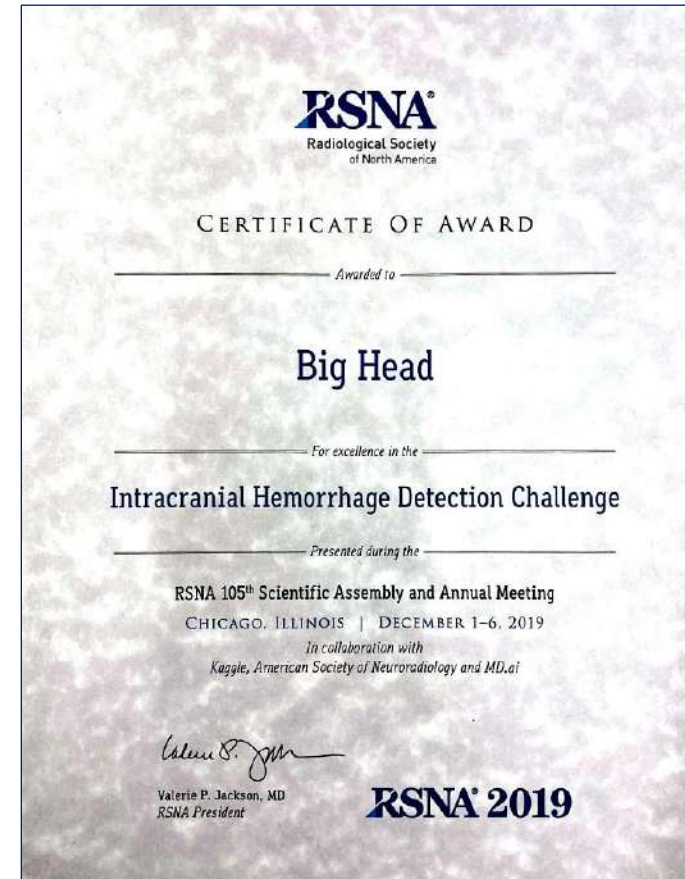 RSNA®
Radiological Society
of North America
CERTIFICATE OF AWARD
Awarded to
Big Head
For excellence in the
Intracranial Hemorrhage Detection Challenge
Presented during the
RSNA 105th Scientific Assembly and Annual Meeting
CHICAGO, ILLINOIS | DECEMBER 1-6, 2019
In collaboration with
Kaggle, American Society of Neuroradiology and MD.ai
Valerie P. Jackson, MD
RSNA President
RSNA® 2019